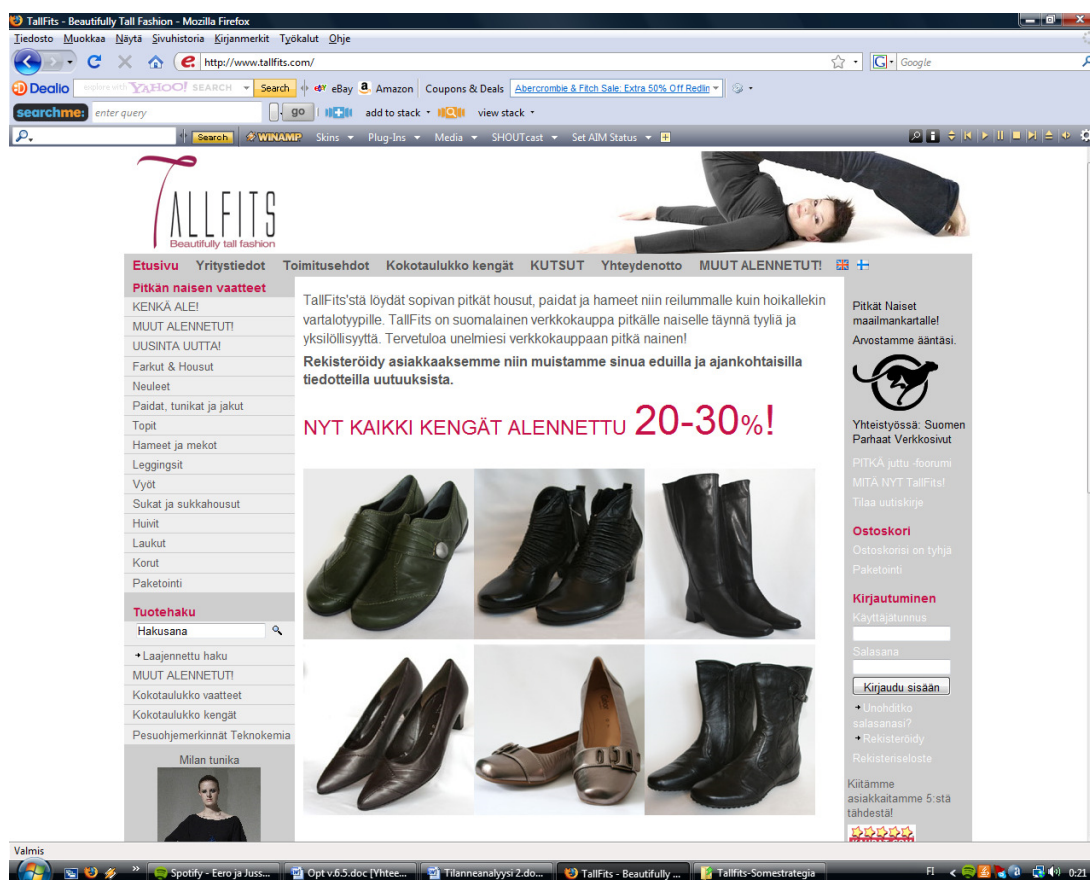 TallFits - Beautifully Tall Fashion - Mozilla Firefox
Tiedosto Muokkaa Näytä Sivuhistoria Kirjanmerkit Työkalut Ohje
http://www.tallfits.com/
Google
Dealio
explore with YAHOO! SEARCH Search eBay Amazon Coupons & Deals Abercrombie & Fitch Sale: Extra 50% Off Redlin
searchme: enter query go add to stack view stack
Search WINAMP Skins Plug-Ins Media SHOUTcast Set AIM Status
TALLFITS
Beautifully tall fashion
Etusivu Yritystiedot Toimitusehdot Kokotaulukko kengät KUTSUT Yhteydenotto MUUT ALENNETUT!
Pitkän naisen vaatteet
KENKÄ ALE!
MUUT ALENNETUT!
UUSINTA UUTTA!
Farkut & Housut
Neuleet
Paidat, tunikat ja jakut
Topit
Hameet ja mekot
Leggingsit
Vyöt
Sukat ja sukkahousut
Huivit
Laukut
Korut
Paketointi
Tuotehaku
Hakusana
Laajennettu haku
MUUT ALENNETUT!
Kokotaulukko vaatteet
Kokotaulukko kengät
Pesuohjemerkinnät Teknokemia
Milan tunika
TallFits'stä löydät sopivan pitkät housut, paidat ja hameet niin reilummalle kuin hoikallekin
vartalotyypille. TallFits on suomalainen verkkokauppa pitkälle naiselle täynnä tyyliä ja
yksilöllisyyttä. Tervetuloa unelmiesi verkkokauppaan pitkä nainen!
Rekisteröidy asiakkaaksemme niin muistamme sinua eduilla ja ajankohtaisilla
tiedotteilla uutuuksista.
NYT KAIKKI KENGÄT ALENNETTU 20-30%!
Pitkät Naiset
maailmankartalle!
Arvostamme ääntäsi.
Yhteistyössä: Suomen
Parhaat Verkkosivut
PITKÄ juttu -foorumi
MITÄ NYT TallFits!
Tilaa uutiskirje
Ostoskori
Ostoskorisi on tyhjä
Paketointi
Kirjautuminen
Käyttäjätunnus
Salasana
Kirjaudu sisään
Unohditko
salasanasi?
Rekisteröidy
Rekisteriseloste
Kiitämme
asiakkaitamme 5:stä
tähdestä!
Valmis
Spotify - Eero ja Juss... Opt v.6.5.doc [Yhtee... Tilanneanalyysi 2.do... TallFits - Beautifully ... Tallfits-Somestrategia FI 0:21